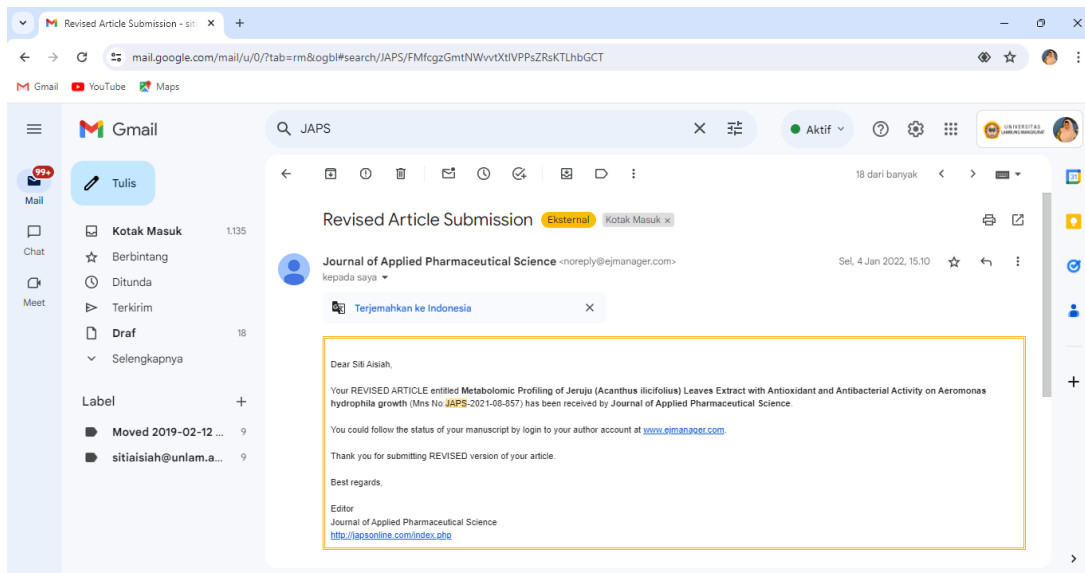 Revised Article Submission - siti
mail.google.com/mail/u/0/?tab=rm&ogbl#search/JAPS/FMfcgzGmtNWvvtXtlVPPsZRsKTLhbGCT
Gmail YouTube Maps
Gmail
JAPS
Aktif
UNIVERSITAS
LAMBUNG MANGKURAT
99+
Mail
Chat
Meet
Tulis
Kotak Masuk 1.135
Berbintang
Ditunda
Terkirim
Draf 18
Selengkapnya
Label
Moved 2019-02-12 ... 9
sitiaisiah@unlam.a... 9
18 dari banyak
31
Revised Article Submission Eksternal Kotak Masuk ×
Journal of Applied Pharmaceutical Science <noreply@ejmanager.com> Sel, 4 Jan 2022, 15.10
kepada saya
Terjemahkan ke Indonesia
Dear Siti Aisiah,
Your REVISED ARTICLE entitled Metabolomic Profiling of Jeruju (Acanthus ilicifolius) Leaves Extract with Antioxidant and Antibacterial Activity on Aeromonas
hydrophila growth (Mns No:JAPS-2021-08-857) has been received by Journal of Applied Pharmaceutical Science.
You could follow the status of your manuscript by login to your author account at www.ejmanager.com.
Thank you for submitting REVISED version of your article.
Best regards,
Editor
Journal of Applied Pharmaceutical Science
http://japsonline.com/index.php